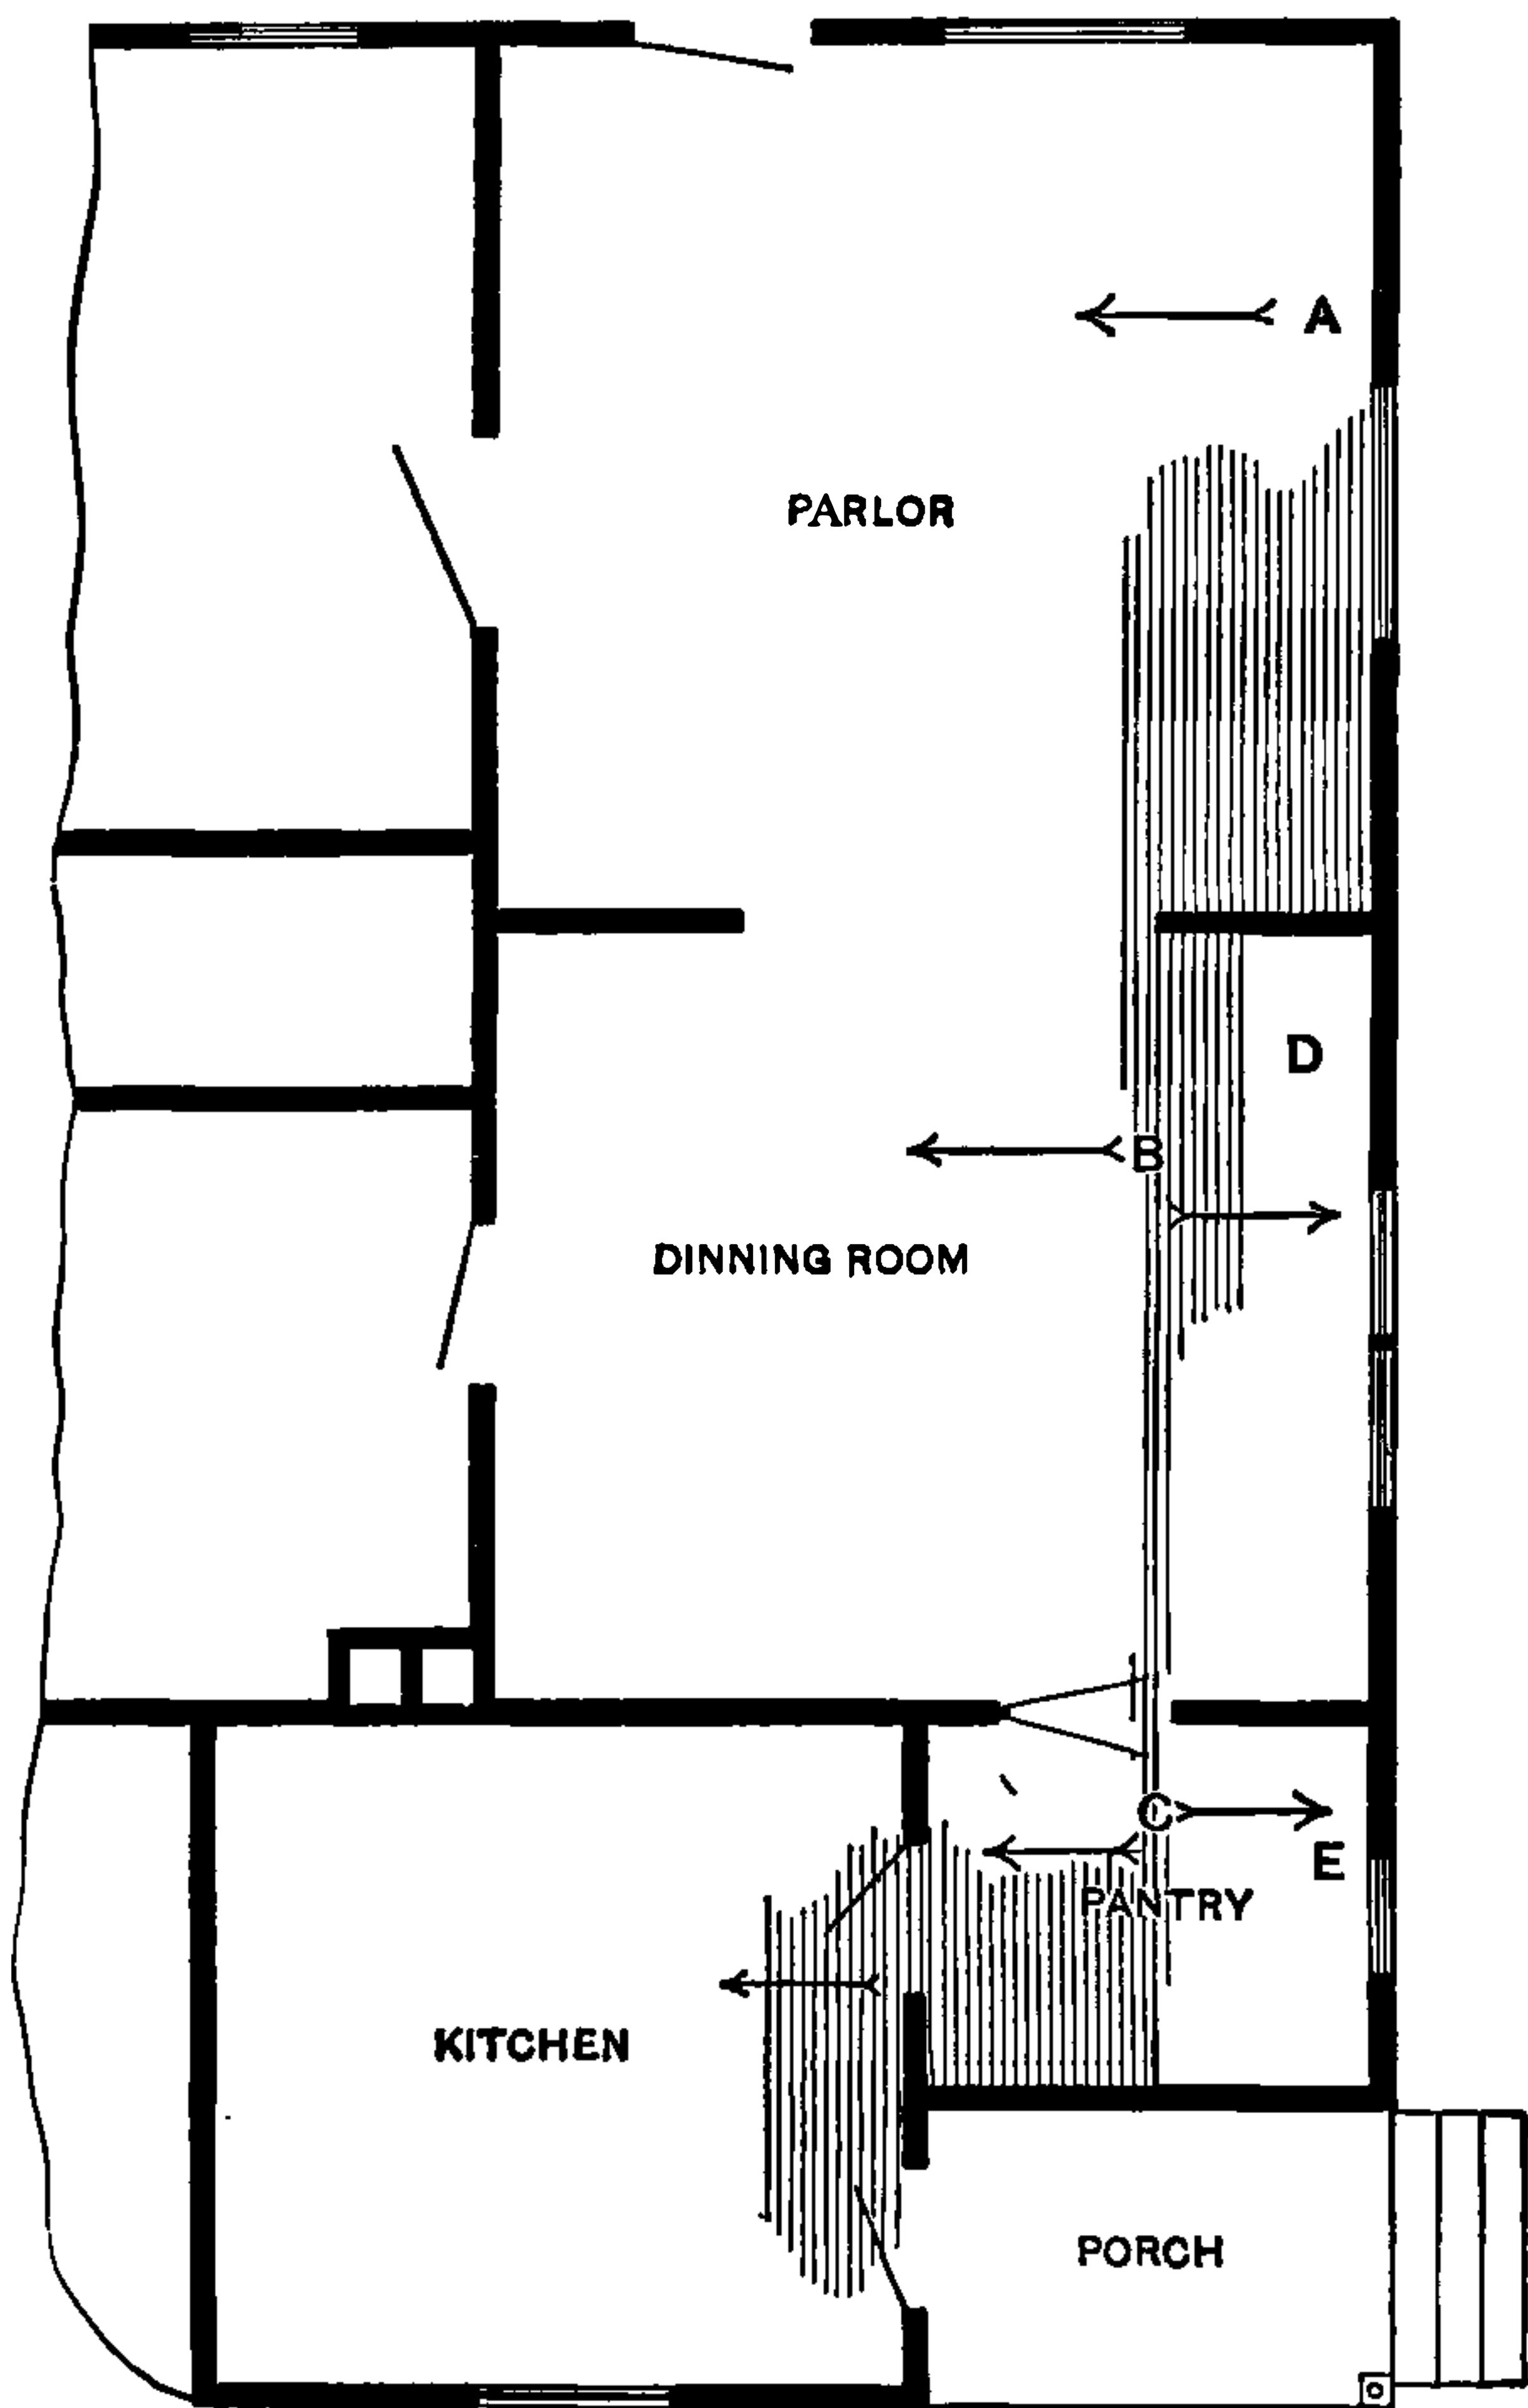 A
PARLOR
D
B
DINNING ROOM
C
E
PANTRY
KITCHEN
PORCH